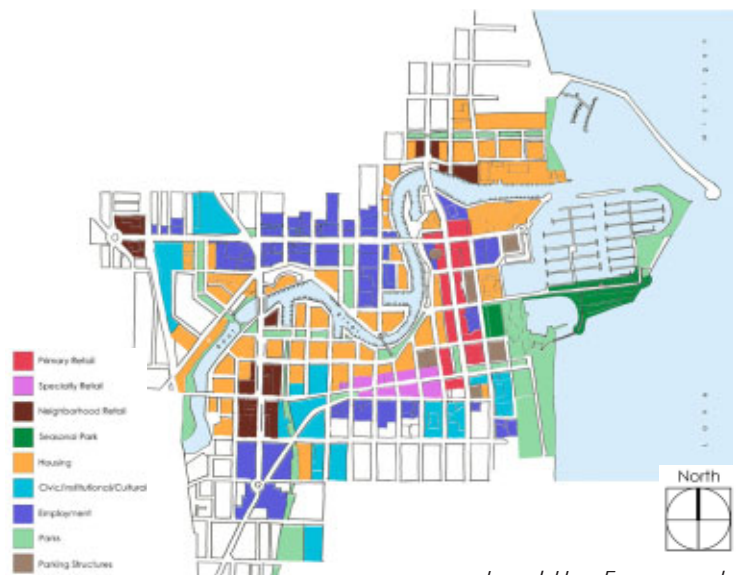 Primary Retail
Specialty Retail
Neighborhood Retail
Seasonal Park
Housing
Civic/Institutional/Cultural
Employment
Parks
Parking Structures
North